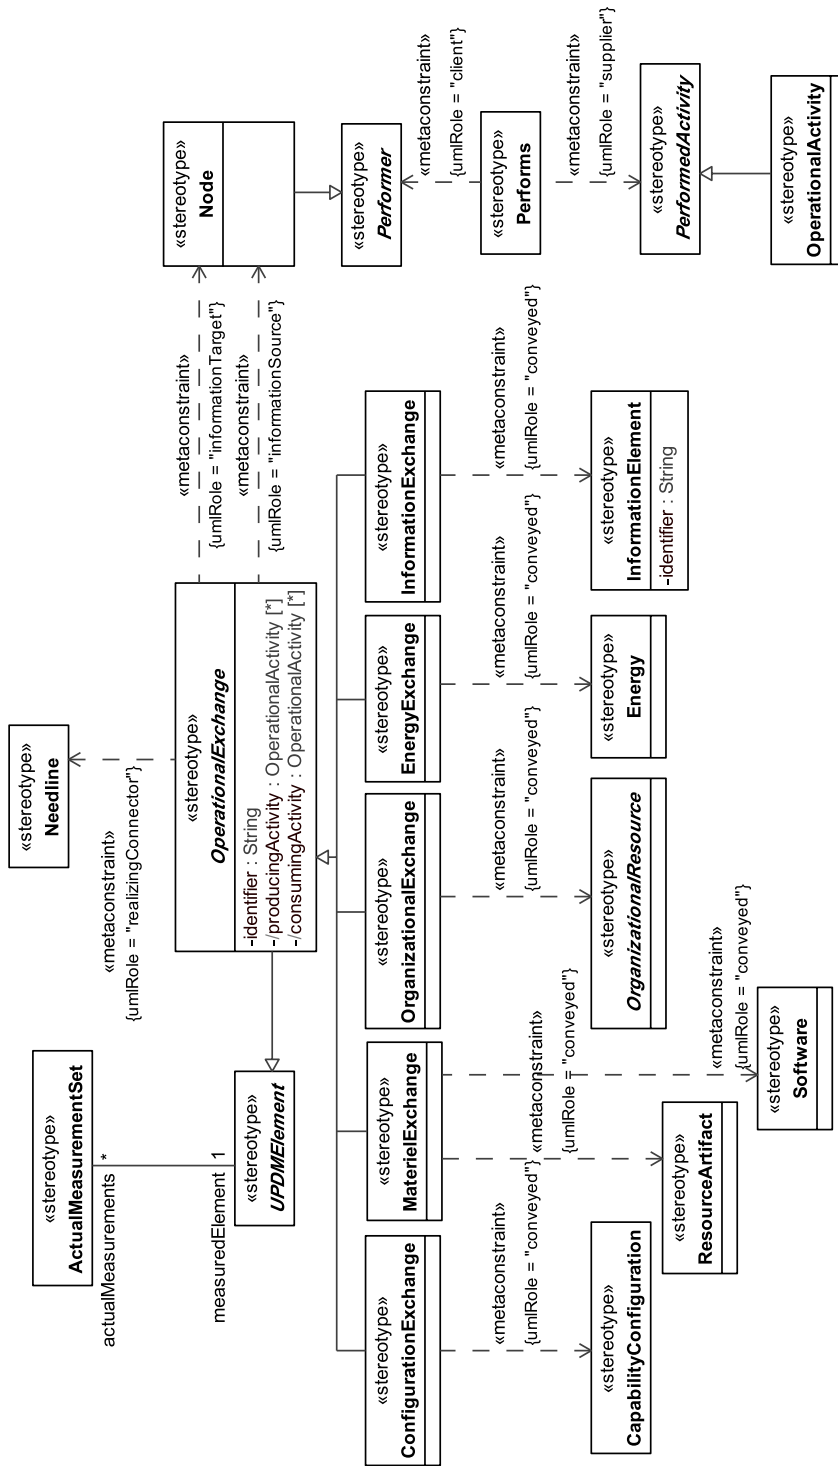 «stereotype»
ActualMeasurementSet
actualMeasurements
*
measuredElement
1
«stereotype»
UPDMElement
«stereotype»
Needline
«metaconstraint»
{umlRole = "realizingConnector"}
«stereotype»
OperationalExchange
-identifier : String
-/producingActivity : OperationalActivity [*]
-/consumingActivity : OperationalActivity [*]
«metaconstraint»
{umlRole = "informationTarget"}
«metaconstraint»
{umlRole = "informationSource"}
«stereotype»
Node
«stereotype»
Performer
«metaconstraint»
{umlRole = "client"}
«stereotype»
Performs
«metaconstraint»
{umlRole = "supplier"}
«stereotype»
PerformedActivity
«stereotype»
OperationalActivity
«stereotype»
ConfigurationExchange
«stereotype»
MaterielExchange
«stereotype»
OrganizationalExchange
«stereotype»
EnergyExchange
«stereotype»
InformationExchange
«metaconstraint»
{umlRole = "conveyed"}
«metaconstraint»
{umlRole = "conveyed"}
«metaconstraint»
{umlRole = "conveyed"}
«metaconstraint»
{umlRole = "conveyed"}
«metaconstraint»
{umlRole = "conveyed"}
«metaconstraint»
{umlRole = "conveyed"}
«stereotype»
CapabilityConfiguration
«stereotype»
ResourceArtifact
«stereotype»
Software
«stereotype»
OrganizationalResource
«stereotype»
Energy
«stereotype»
InformationElement
-identifier : String